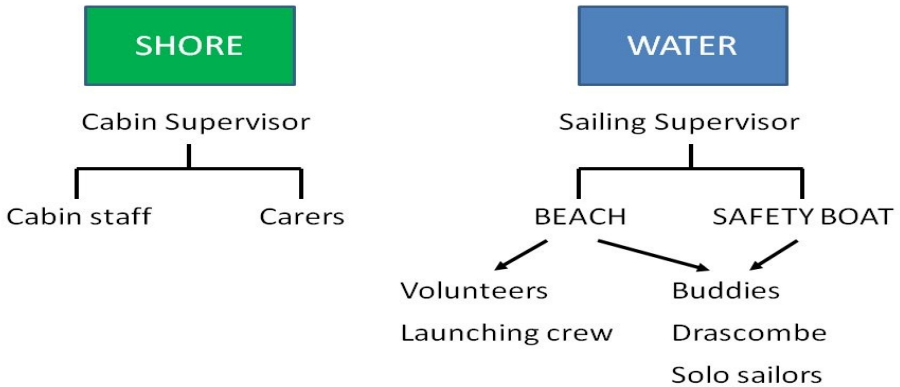 SHORE
WATER
Cabin Supervisor
Sailing Supervisor
Cabin staff
Carers
BEACH
SAFETY BOAT
Volunteers
Buddies
Launching crew
Drascombe
Solo sailors